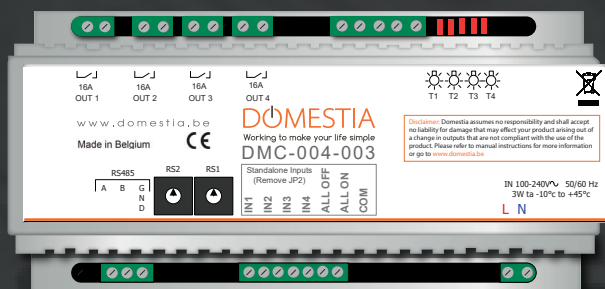 16A 16A 16A 16A
OUT 1 OUT 2 OUT 3 OUT 4
T1 T2 T3 T4
www.domestia.be
Made in Belgium CE
DOMESTIA
Working to make your life simple
DMC-004-003
Disclaimer: Domestia assumes no responsibility and shall accept
no liability for damage that may effect your product arising out of
a change in outputs that are not compliant with the use of the
product. Please refer to manual instructions for more information
or go to www.domestia.be
RS485 RS2 RS1
A B GND
Standalone Inputs
(Remove JP2)
IN1
IN2
IN3
IN4
ALL OFF
ALL ON
COM
IN 100-240V∿ 50/60 Hz
3W ta -10°c to +45°c
L N